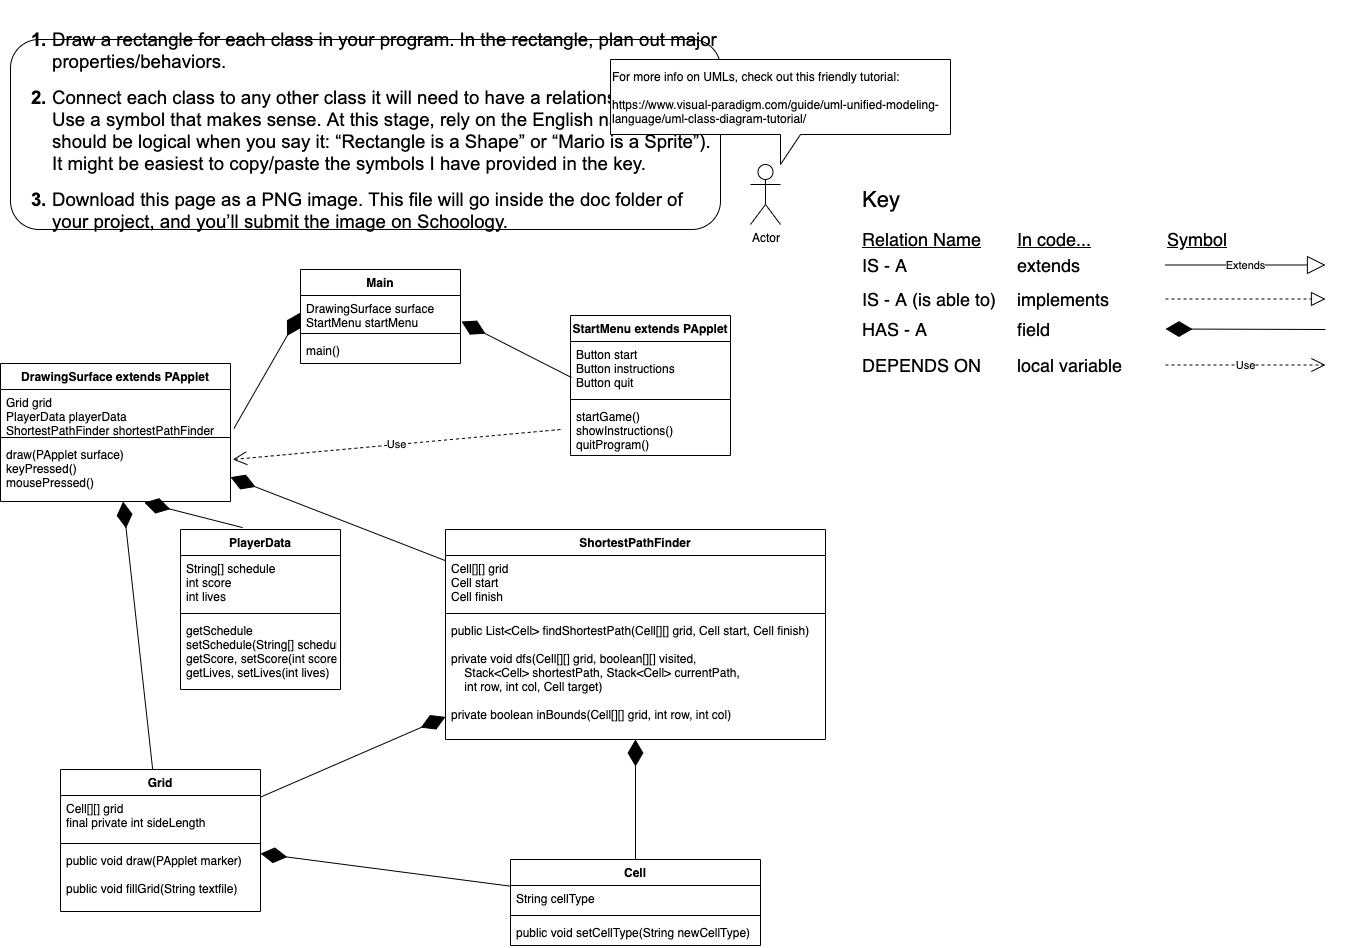 1. Draw a rectangle for each class in your program. In the rectangle, plan out major
properties/behaviors.
2. Connect each class to any other class it will need to have a
Use a symbol that makes sense. At this stage, rely on the English
should be logical when you say it: “Rectangle is a Shape” or “Mario is a Sprite”).
It might be easiest to copy/paste the symbols I have provided in the key.
3. Download this page as a PNG image. This file will go inside the doc folder of
your project, and you’ll submit the image on Schoology.
For more info on UMLs, check out this friendly tutorial:
https://www.visual-paradigm.com/guide/uml-unified-modeling-
language/uml-class-diagram-tutorial/
Actor
Key
Relation Name In code... Symbol
IS - A extends Extends
IS - A (is able to) implements
HAS - A field
DEPENDS ON local variable Use
Main
DrawingSurface surface
StartMenu startMenu
main()
StartMenu extends PApplet
Button start
Button instructions
Button quit
startGame()
showInstructions()
quitProgram()
DrawingSurface extends PApplet
Grid grid
PlayerData playerData
ShortestPathFinder shortestPathFinder
draw(PApplet surface)
keyPressed()
mousePressed()
Use
PlayerData
String[] schedule
int score
int lives
getSchedule
setSchedule(String[] schedu
getScore, setScore(int score
getLives, setLives(int lives)
ShortestPathFinder
Cell[][] grid
Cell start
Cell finish
public List<Cell> findShortestPath(Cell[][] grid, Cell start, Cell finish)
private void dfs(Cell[][] grid, boolean[][] visited,
Stack<Cell> shortestPath, Stack<Cell> currentPath,
int row, int col, Cell target)
private boolean inBounds(Cell[][] grid, int row, int col)
Grid
Cell[][] grid
final private int sideLength
public void draw(PApplet marker)
public void fillGrid(String textfile)
Cell
String cellType
public void setCellType(String newCellType)